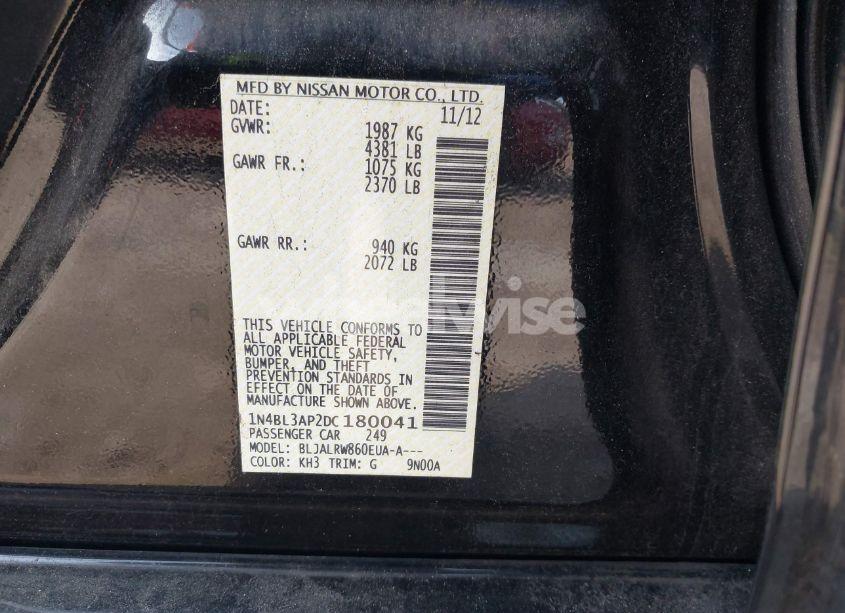 MFD BY NISSAN MOTOR CO., LTD.
DATE: 11/12
GVWR: 1987 KG
4381 LB
GAWR FR.: 1075 KG
2370 LB
GAWR RR.: 940 KG
2072 LB
THIS VEHICLE CONFORMS TO
ALL APPLICABLE FEDERAL
MOTOR VEHICLE SAFETY,
BUMPER, AND THEFT
PREVENTION STANDARDS IN
EFFECT ON THE DATE OF
MANUFACTURE SHOWN ABOVE.
1N4BL3AP2DC180041
PASSENGER CAR 249
MODEL: BLJALRW860EUA-A---
COLOR: KH3 TRIM: G 9N00A